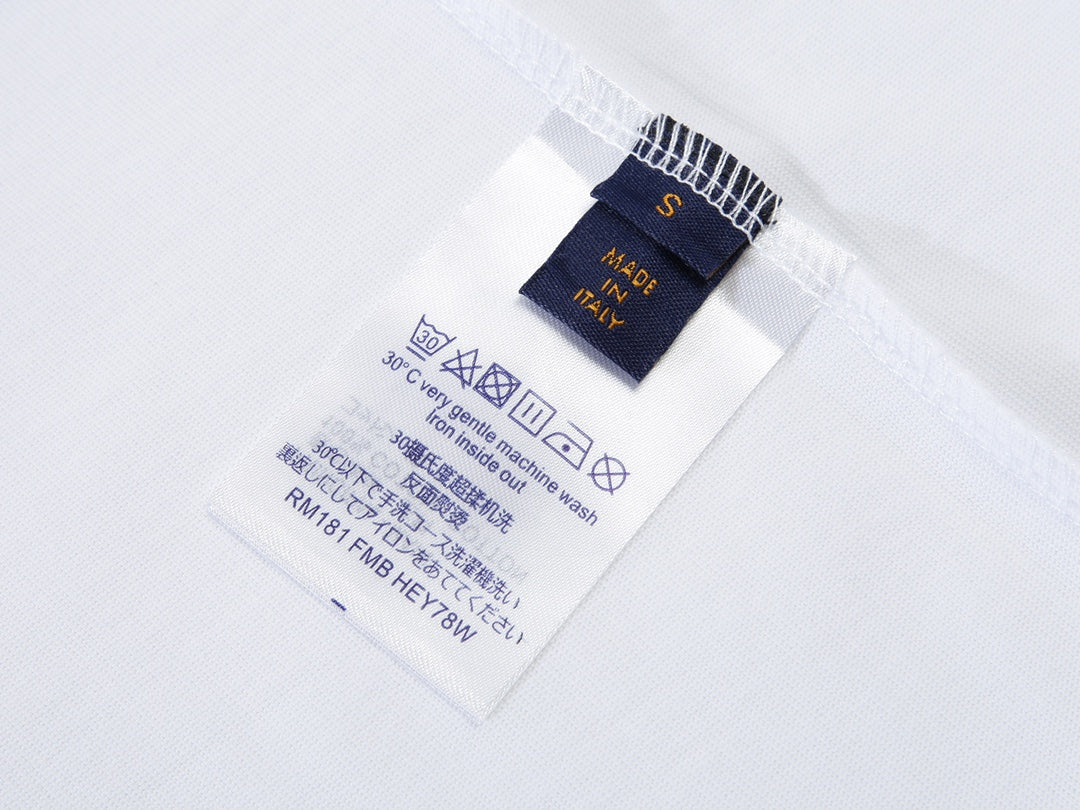 S
MADE
IN
ITALY
30
30°C very gentle machine wash
Iron inside out
30摄氏度超揉机洗
反面熨烫
30℃以下で手洗コース洗濯機洗い
裏返しにしてアイロンをあててください
RM181 FMB HEY78W